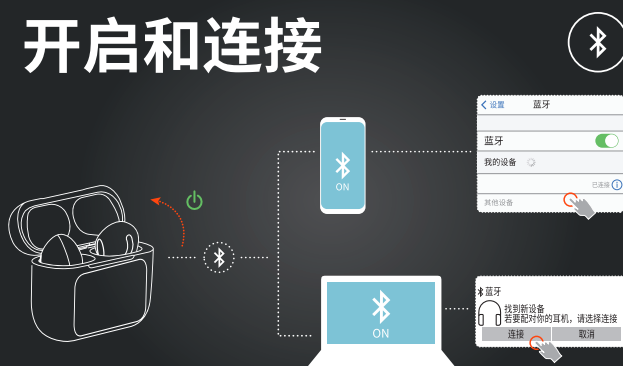 开启和连接
设置 蓝牙
蓝牙
我的设备
已连接
其他设备
ON
蓝牙
找到新设备
若要配对你的耳机，请选择连接
连接 取消
ON